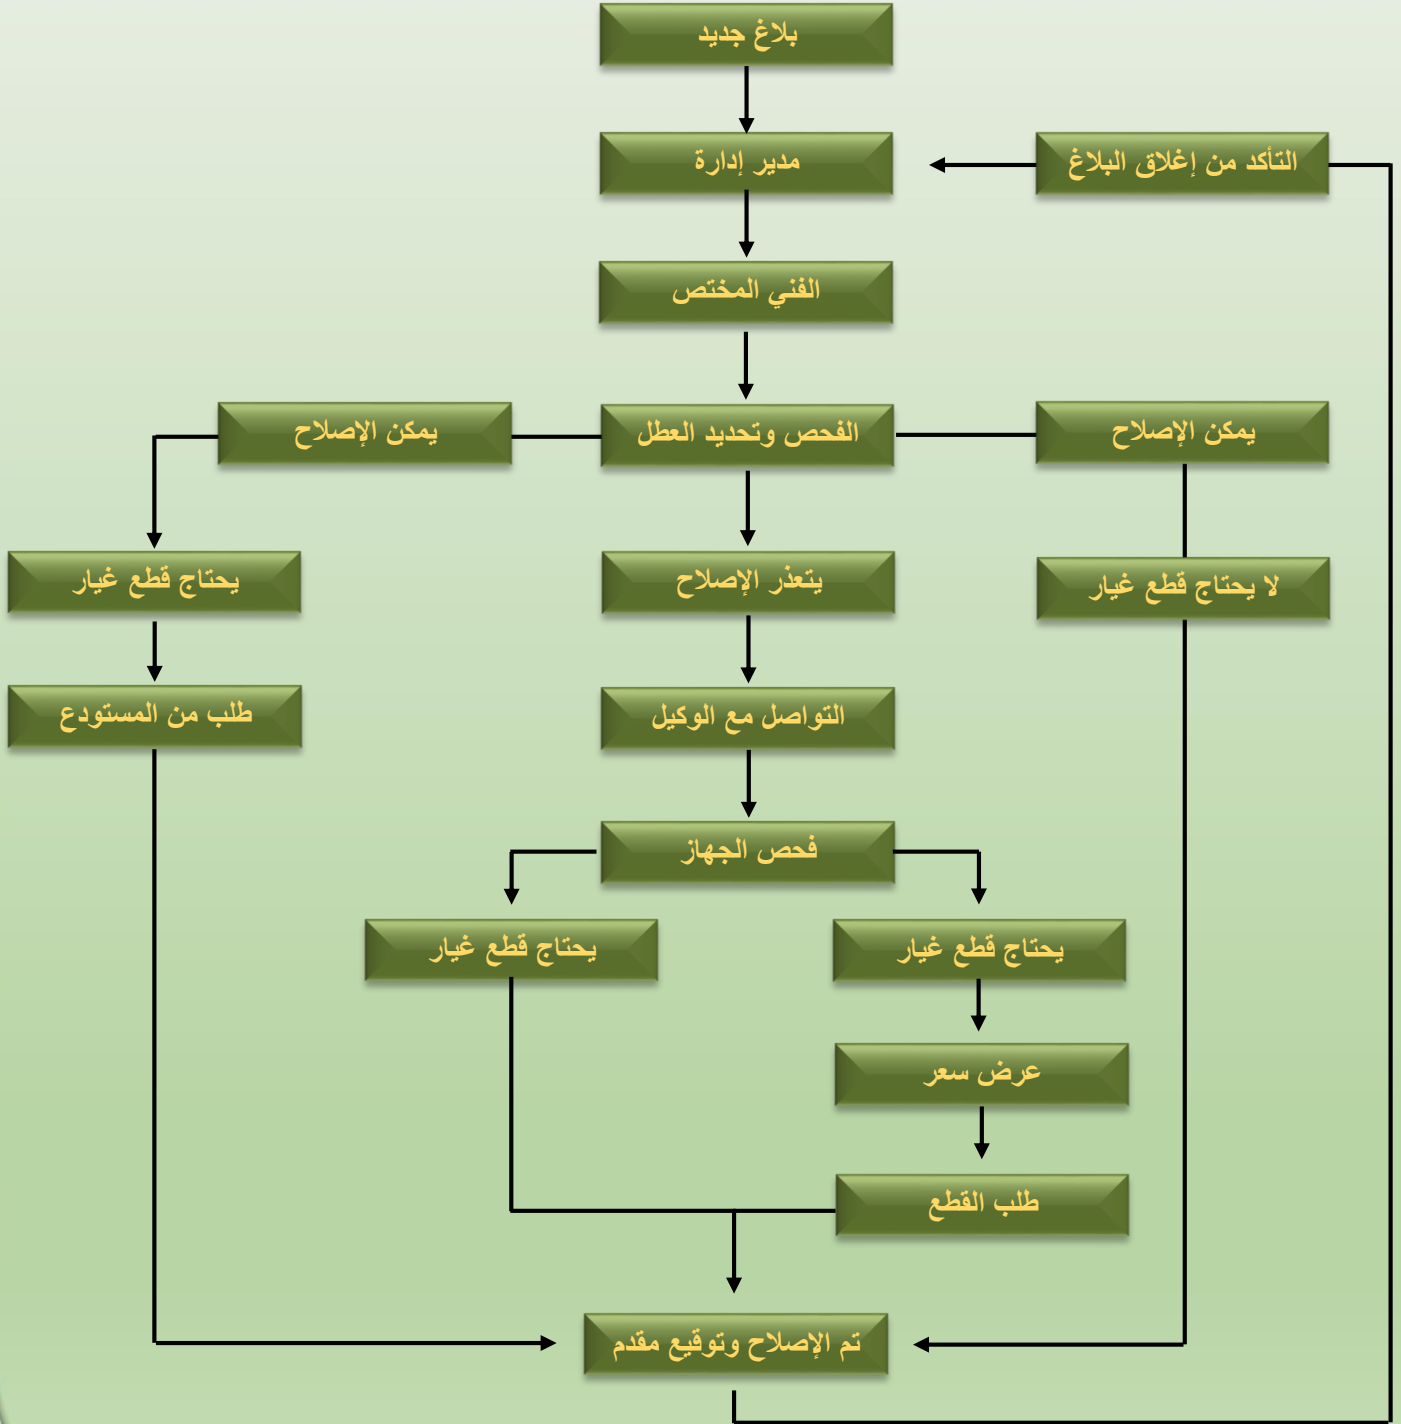 بلاغ جديد
مدير إدارة
التأكد من إغلاق البلاغ
الفني المختص
يمكن الإصلاح
الفحص وتحديد العطل
يمكن الإصلاح
لا يحتاج قطع غيار
يتعذر الإصلاح
يحتاج قطع غيار
التواصل مع الوكيل
طلب من المستودع
فحص الجهاز
يحتاج قطع غيار
يحتاج قطع غيار
عرض سعر
طلب القطع
تم الإصلاح وتوقيع مقدم